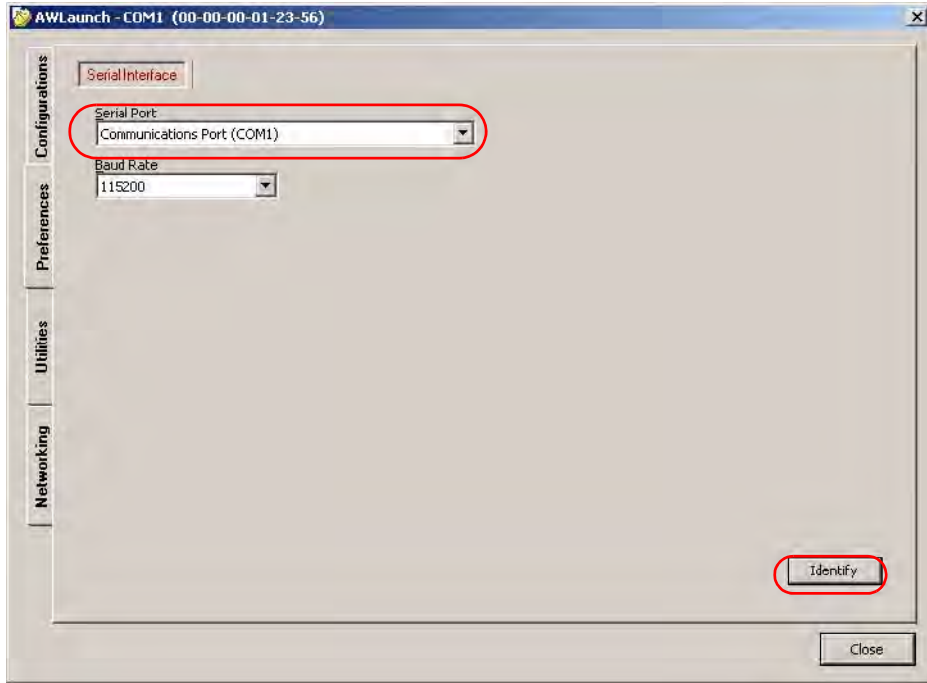 AWLaunch - COM1 (00-00-00-01-23-56)
Configurations
Preferences
Utilities
Networking
Serial Interface
Serial Port
Communications Port (COM1)
Baud Rate
115200
Identify
Close